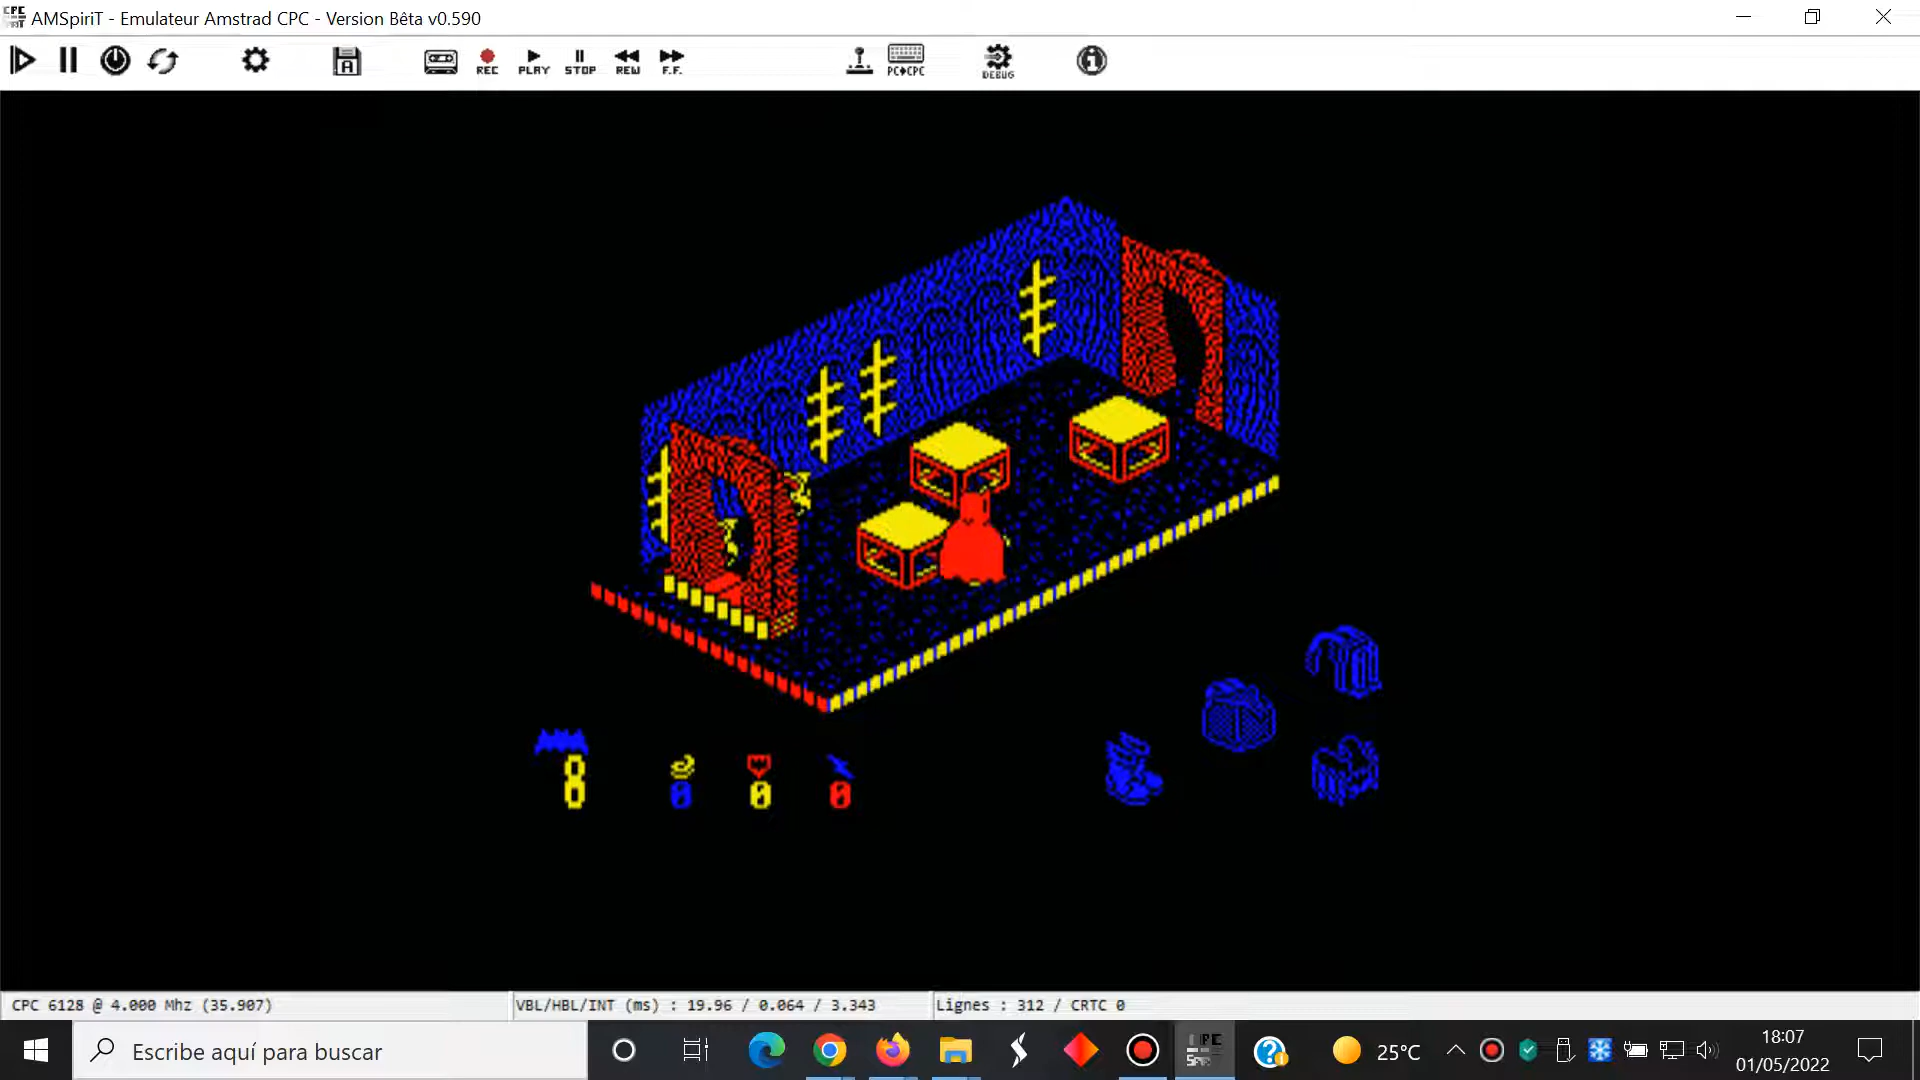 AMSpiriT - Emulateur Amstrad CPC - Version Bêta v0.590
REC PLAY STOP REW F.F. PC CPC DEBUG
8 0 0 0
CPC 6128 @ 4.000 Mhz (35.907) VBL/HBL/INT (ms) : 19.96 / 0.064 / 3.343 Lignes : 312 / CRTC 0
Escribe aquí para buscar 25°C 18:07
01/05/2022